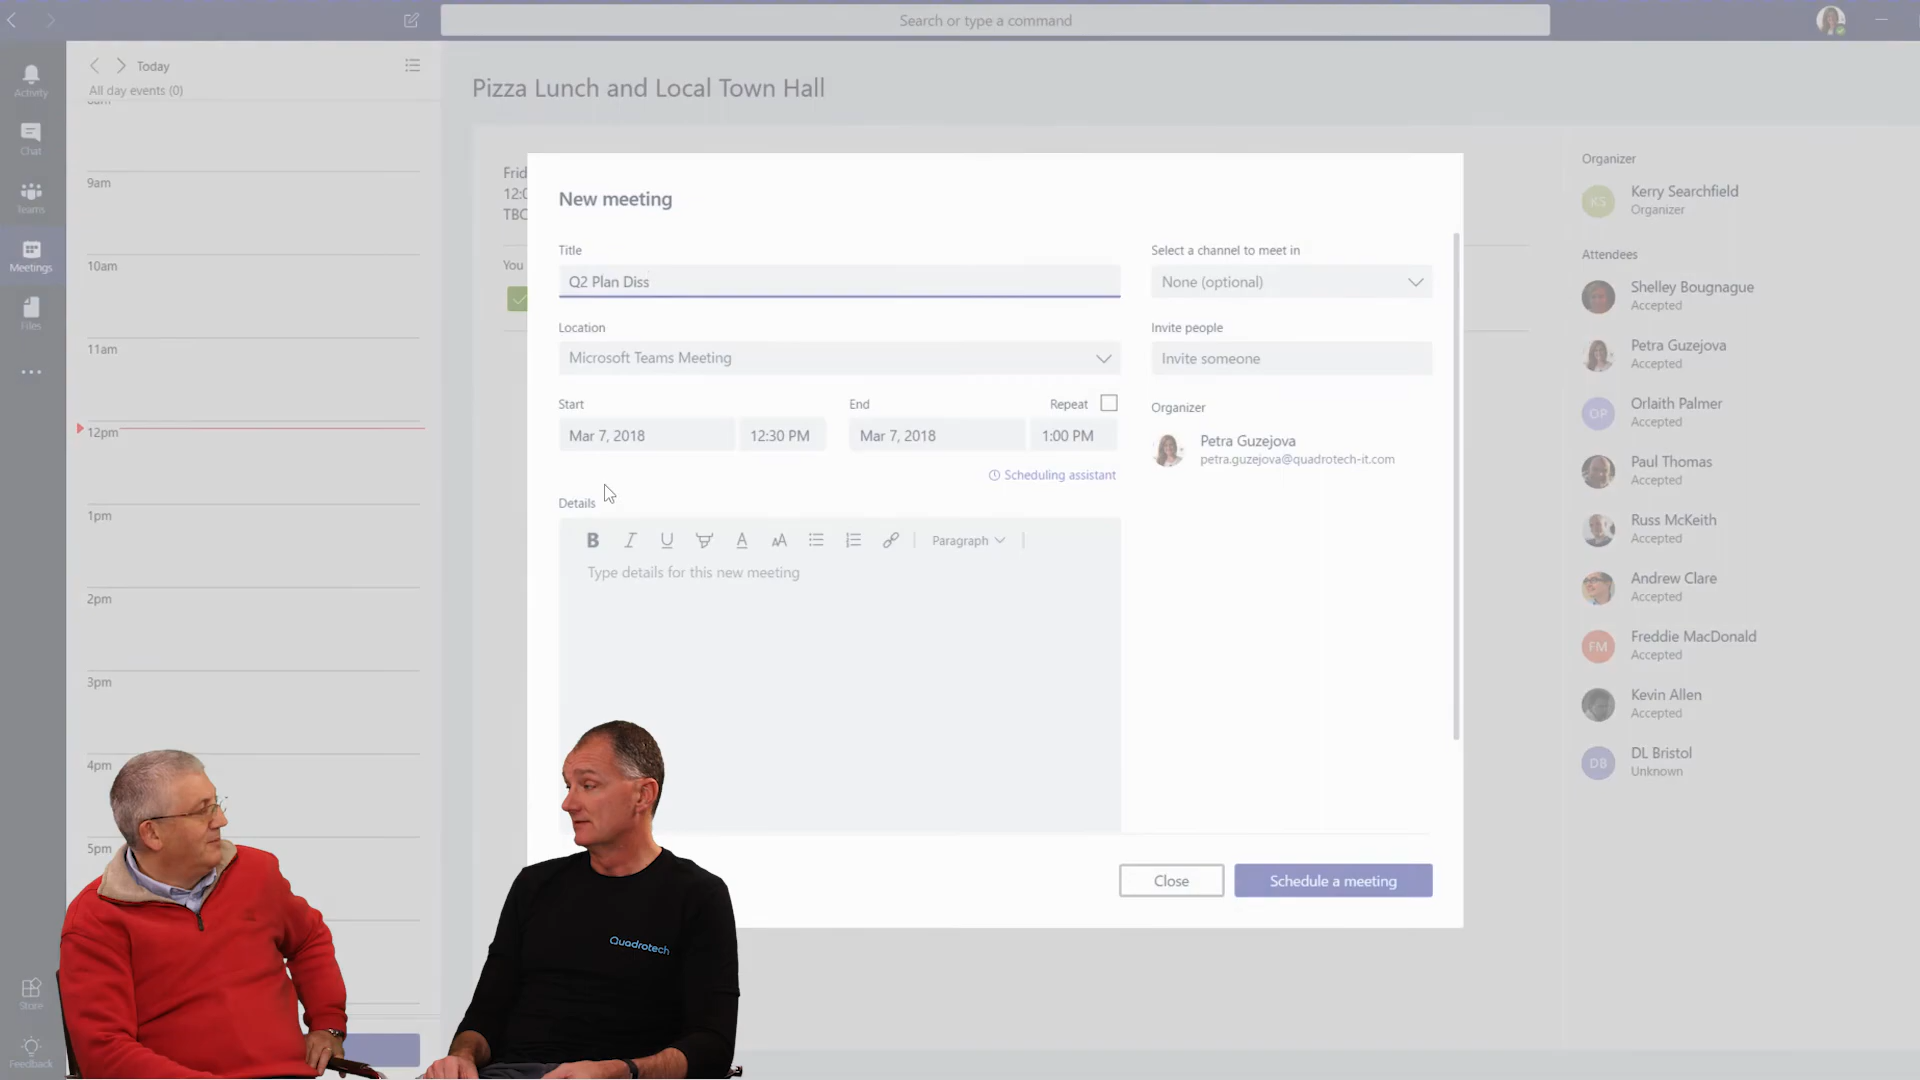 Search or type a command
Today
All day events (0)
8am
9am
10am
11am
12pm
1pm
2pm
3pm
4pm
5pm
Activity
Chat
Teams
Meetings
Files
Store
Feedback
Pizza Lunch and Local Town Hall
Frid
12:0
TBC
You
New meeting
Title
Q2 Plan Diss
Location
Microsoft Teams Meeting
Start
End
Repeat
Mar 7, 2018
12:30 PM
Mar 7, 2018
1:00 PM
Scheduling assistant
Details
B I U A AA Paragraph
Type details for this new meeting
Select a channel to meet in
None (optional)
Invite people
Invite someone
Organizer
Petra Guzejova
petra.guzejova@quadrotech-it.com
Close
Schedule a meeting
Organizer
KS
Kerry Searchfield
Organizer
Attendees
Shelley Bougnague
Accepted
Petra Guzejova
Accepted
OP
Orlaith Palmer
Accepted
Paul Thomas
Accepted
Russ McKeith
Accepted
Andrew Clare
Accepted
FM
Freddie MacDonald
Accepted
Kevin Allen
Accepted
DB
DL Bristol
Unknown
Quadrotech